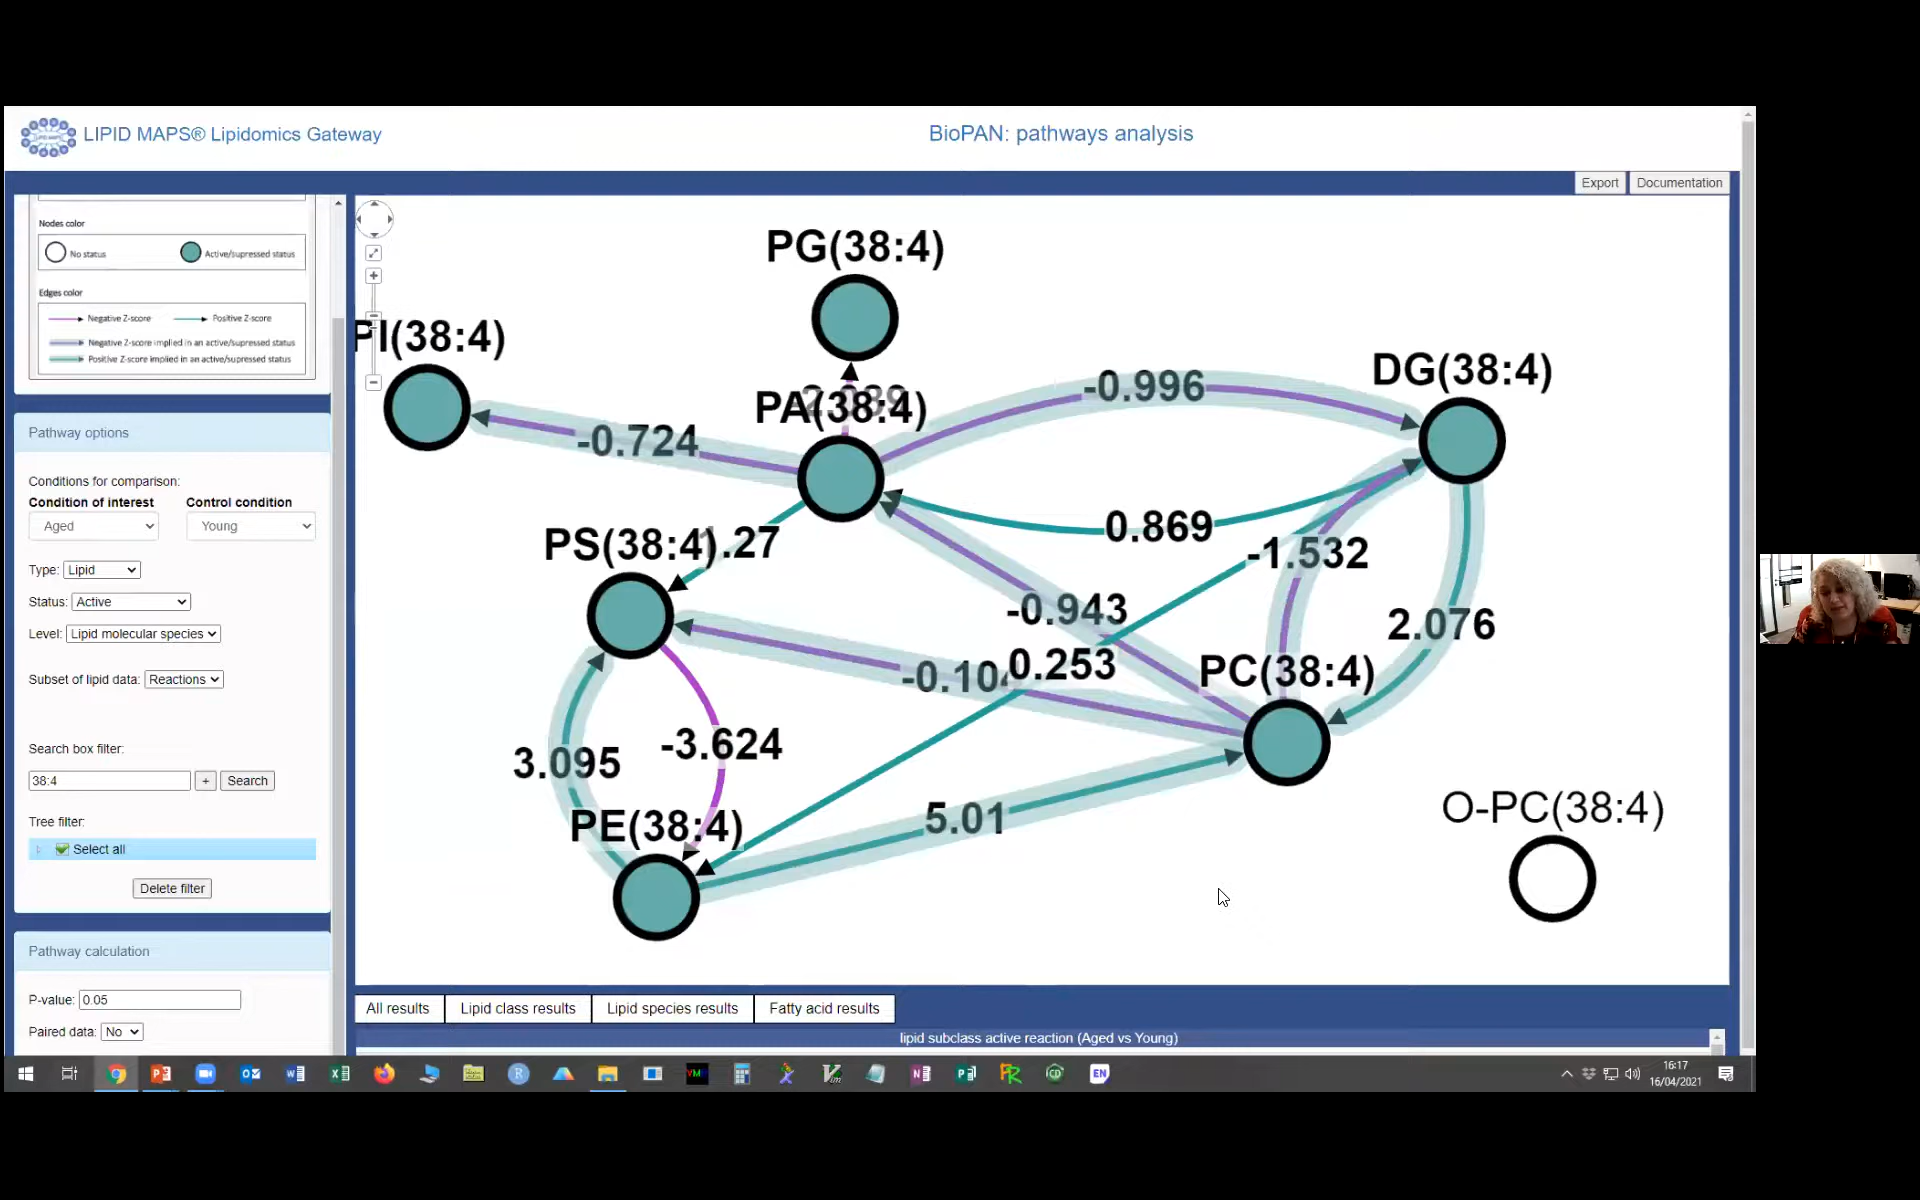 LIPID MAPS® Lipidomics Gateway
BioPAN: pathways analysis
Export
Documentation
Nodes color
No status
Active/supressed status
Edges color
Negative Z-score
Positive Z-score
Negative Z-score implied in an active/supressed status
Positive Z-score implied in an active/supressed status
Pathway options
Conditions for comparison:
Condition of interest
Control condition
Aged
Young
Type: Lipid
Status: Active
Level: Lipid molecular species
Subset of lipid data: Reactions
Search box filter:
38:4
+
Search
Tree filter:
Select all
Delete filter
Pathway calculation
P-value: 0.05
Paired data: No
PG(38:4)
PI(38:4)
PA(38:4)
DG(38:4)
-0.996
-0.724
PS(38:4)
0.869
-1.532
-0.943
2.076
0.253
PC(38:4)
-3.624
3.095
PE(38:4)
5.01
O-PC(38:4)
All results
Lipid class results
Lipid species results
Fatty acid results
lipid subclass active reaction (Aged vs Young)
16:17
16/04/2021
EN